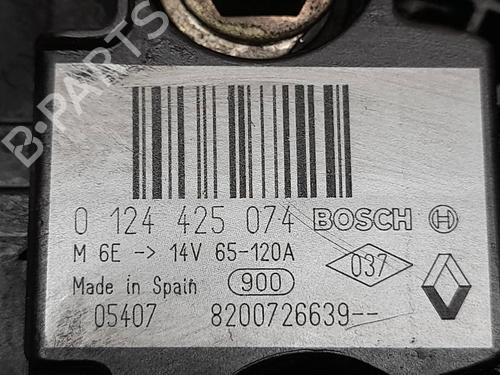 B-PARTS
0 124 425 074 BOSCH
M 6E -> 14V 65-120A
037
Made in Spain 900
05407 8200726639--